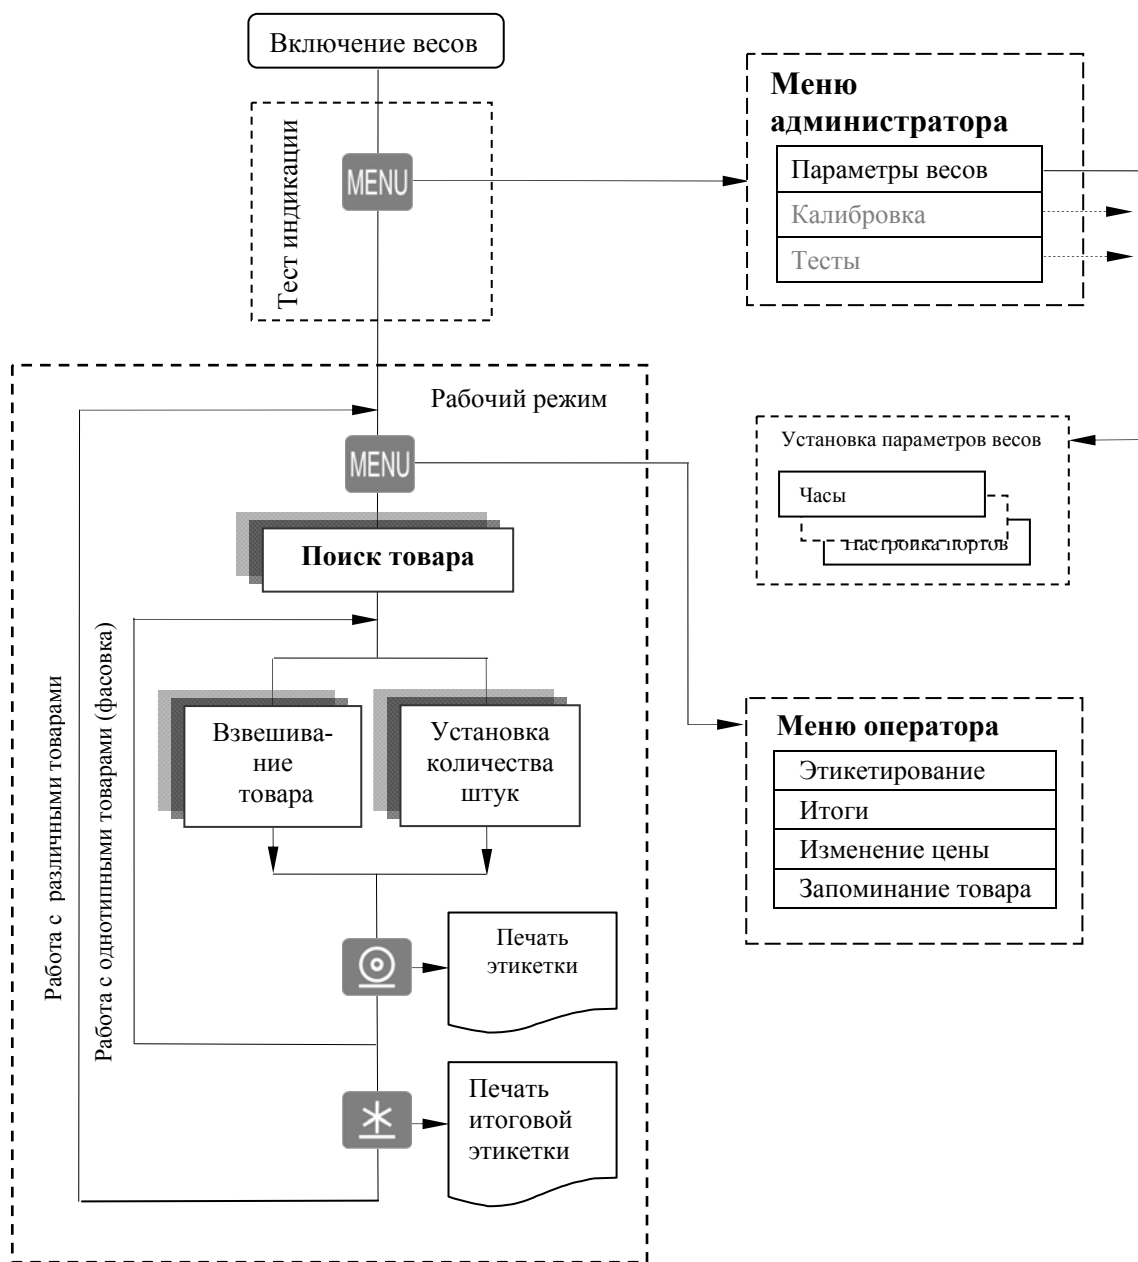 Включение весов
Тест индикации
MENU
Меню
администратора
Параметры весов
Калибровка
Тесты
Рабочий режим
MENU
Установка параметров весов
Часы
Настройка портов
Поиск товара
Работа с различными товарами
Работа с однотипными товарами (фасовка)
Взвешива-
ние
товара
Установка
количества
штук
Меню оператора
Этикетирование
Итоги
Изменение цены
Запоминание товара
Печать
этикетки
Печать
итоговой
этикетки